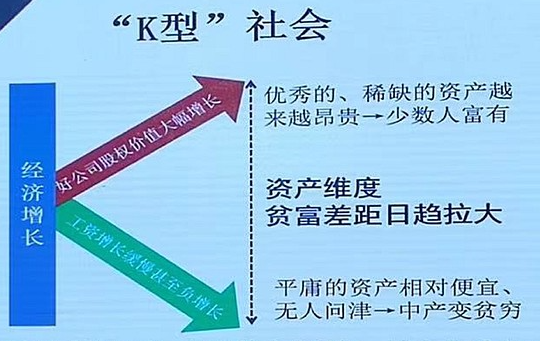 “K型”社会
经济增长
好公司股权价值大幅增长
工资增长缓慢甚至负增长
优秀的、稀缺的资产越
来越昂贵→少数人富有
资产维度
贫富差距日趋拉大
平庸的资产相对便宜、
无人问津→中产变贫穷